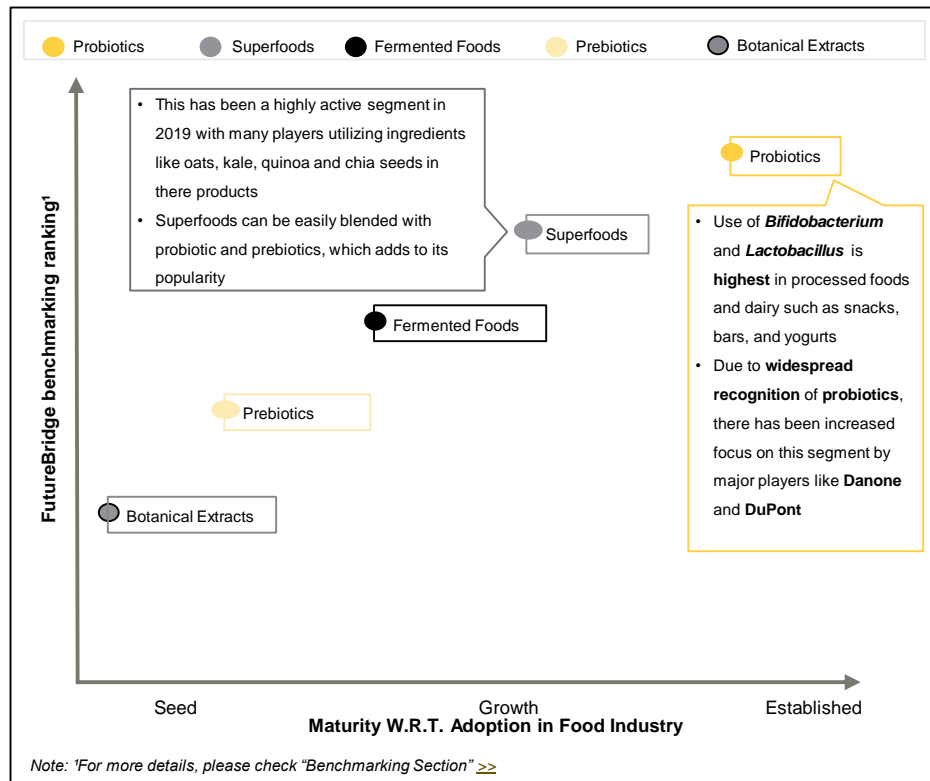 Probiotics Superfoods Fermented Foods Prebiotics Botanical Extracts
FutureBridge benchmarking ranking¹
• This has been a highly active segment in
2019 with many players utilizing ingredients
like oats, kale, quinoa and chia seeds in
there products
• Superfoods can be easily blended with
probiotic and prebiotics, which adds to its
popularity
Probiotics
Superfoods
• Use of Bifidobacterium
and Lactobacillus is
highest in processed foods
and dairy such as snacks,
bars, and yogurts
• Due to widespread
recognition of probiotics,
there has been increased
focus on this segment by
major players like Danone
and DuPont
Fermented Foods
Prebiotics
Botanical Extracts
Seed Growth Established
Maturity W.R.T. Adoption in Food Industry
Note: ¹For more details, please check “Benchmarking Section” >>